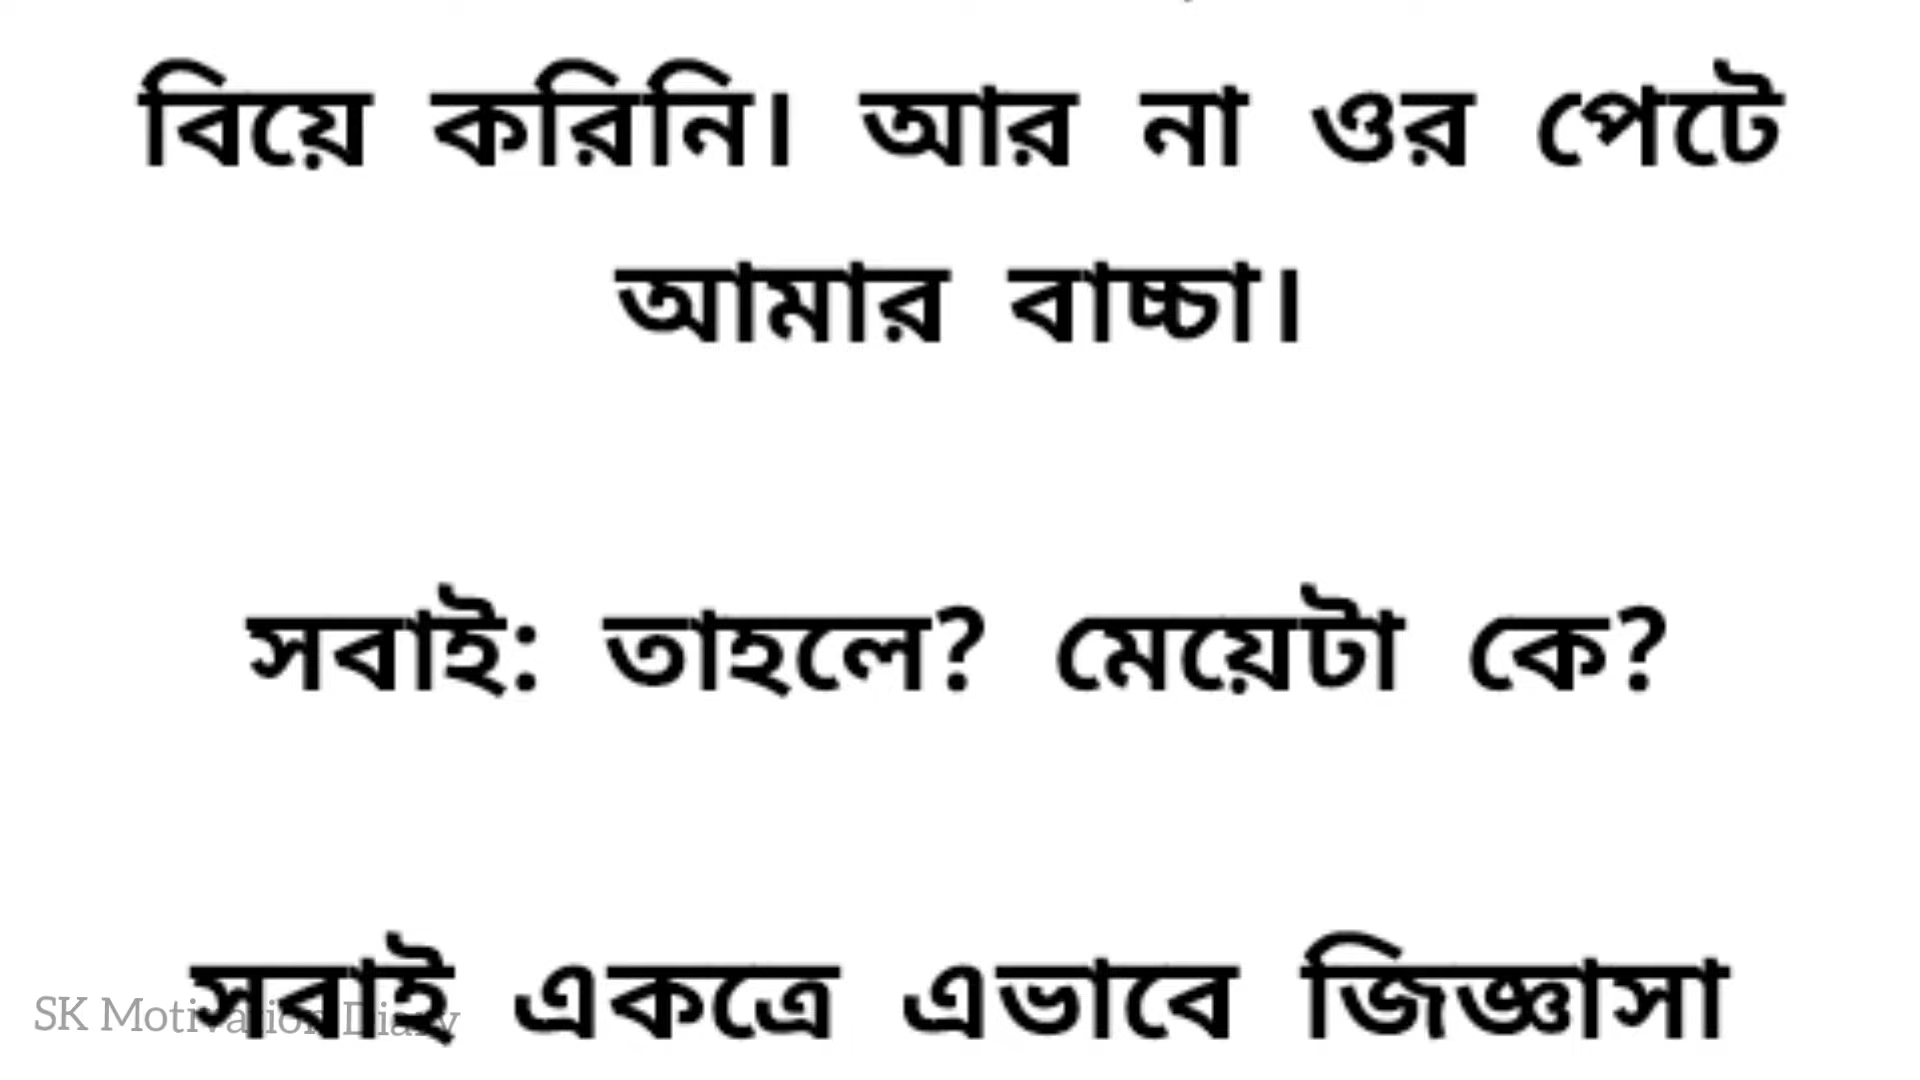 বিয়ে করিনি। আর না ওর পেটে
আমার বাচ্চা।
সবাই: তাহলে? মেয়েটা কে?
সবাই একত্রে এভাবে জিজ্ঞাসা
SK Motivation Diary